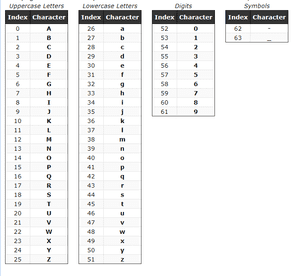 Uppercase Letters
Index Character
0 A
1 B
2 C
3 D
4 E
5 F
6 G
7 H
8 I
9 J
10 K
11 L
12 M
13 N
14 O
15 P
16 Q
17 R
18 S
19 T
20 U
21 V
22 W
23 X
24 Y
25 Z
Lowercase Letters
Index Character
26 a
27 b
28 c
29 d
30 e
31 f
32 g
33 h
34 i
35 j
36 k
37 l
38 m
39 n
40 o
41 p
42 q
43 r
44 s
45 t
46 u
47 v
48 w
49 x
50 y
51 z
Digits
Index Character
52 0
53 1
54 2
55 3
56 4
57 5
58 6
59 7
60 8
61 9
Symbols
Index Character
62 -
63 _